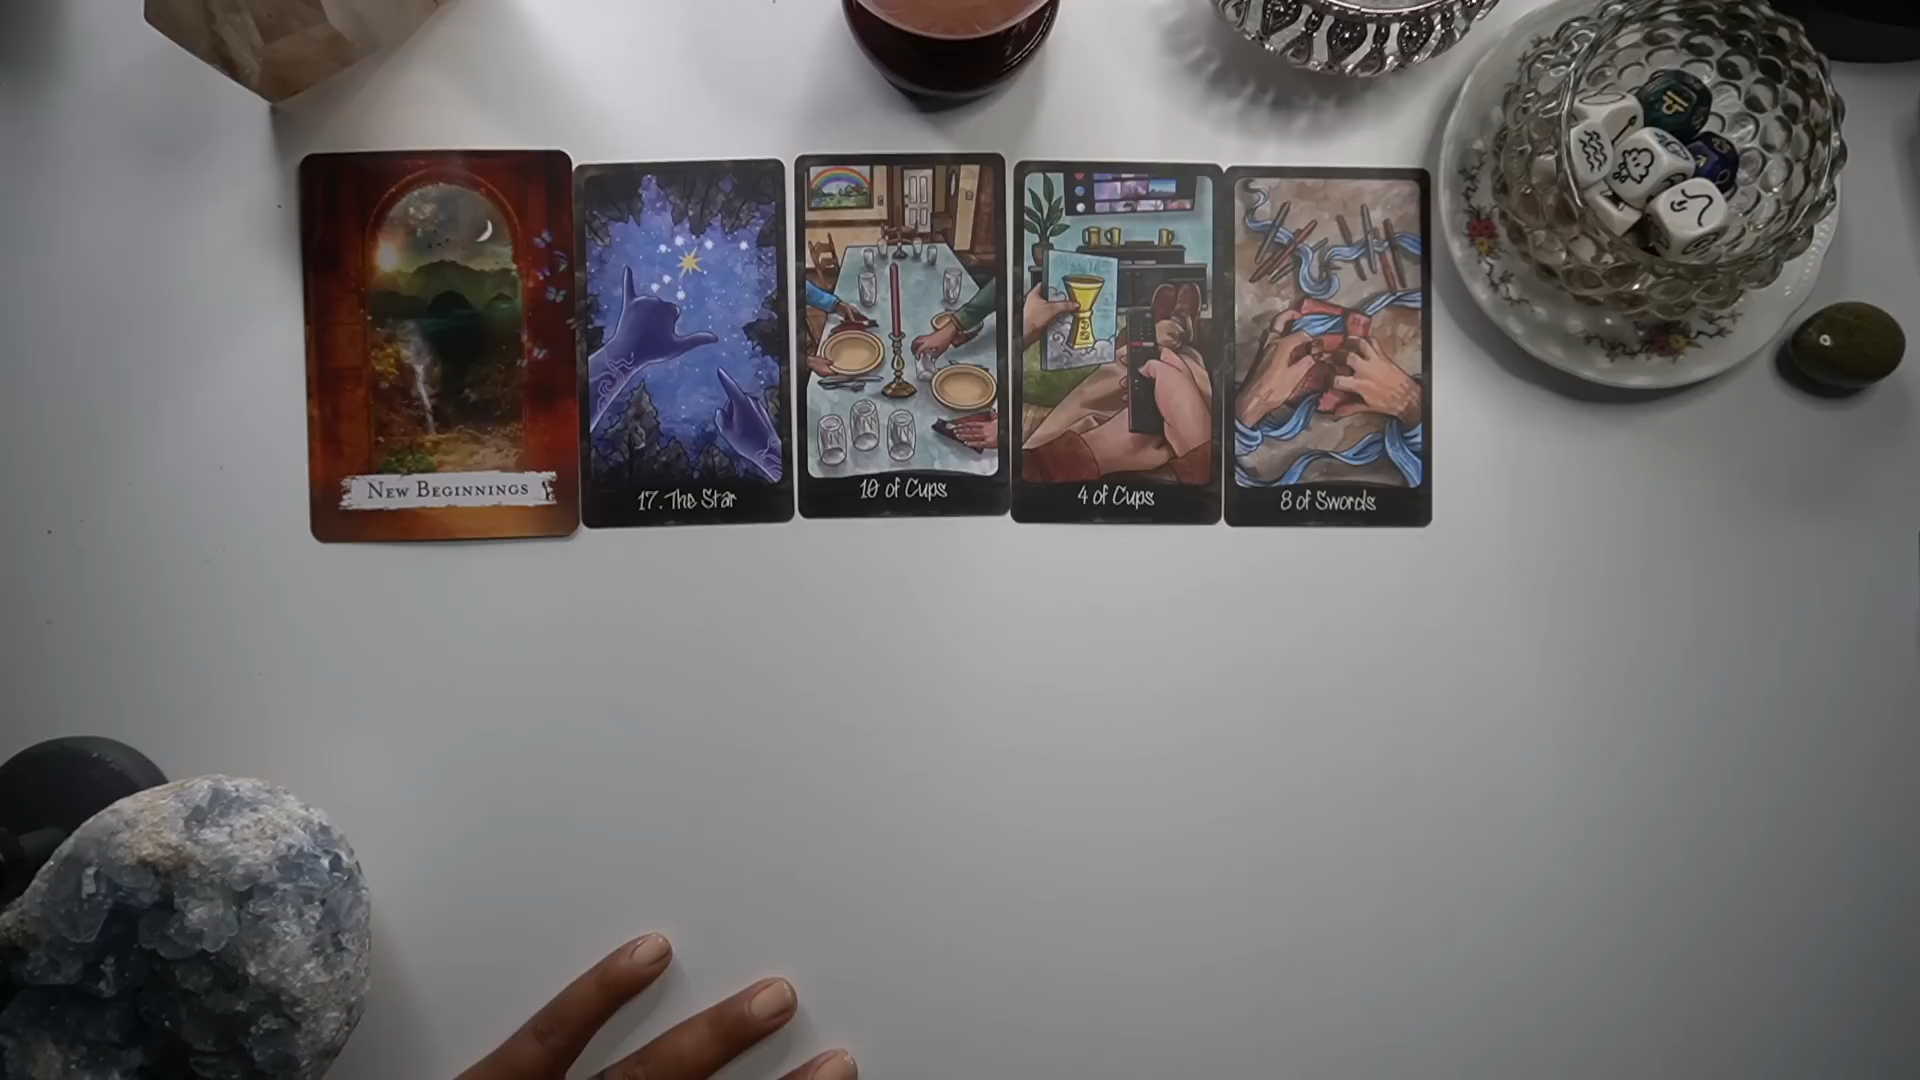 New Beginnings
17. The Star
10 of Cups
4 of Cups
8 of Swords